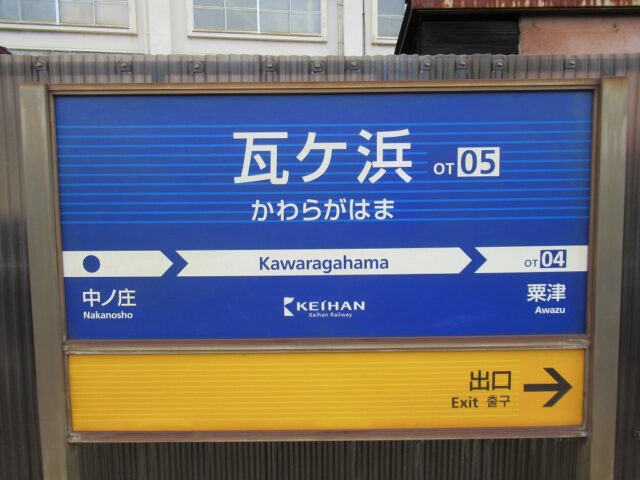 瓦ケ浜 OT 05
かわらがはま
Kawaragahama
OT 04
中ノ庄
Nakanosho
粟津
Awazu
KEIHAN
Keihan Railway
出口
Exit 출구